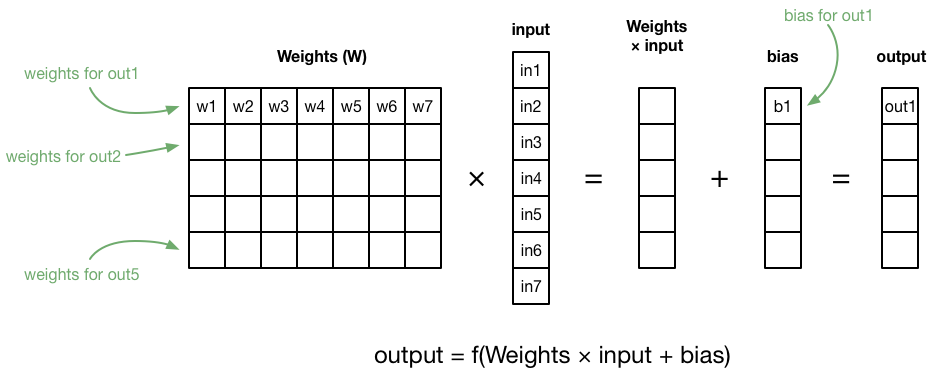 bias for out1
input
Weights
× input
Weights (W)
bias
output
weights for out1
in1
w1 w2 w3 w4 w5 w6 w7
in2
b1
out1
in3
weights for out2
× in4 = + =
in5
in6
weights for out5
in7
output = f(Weights × input + bias)